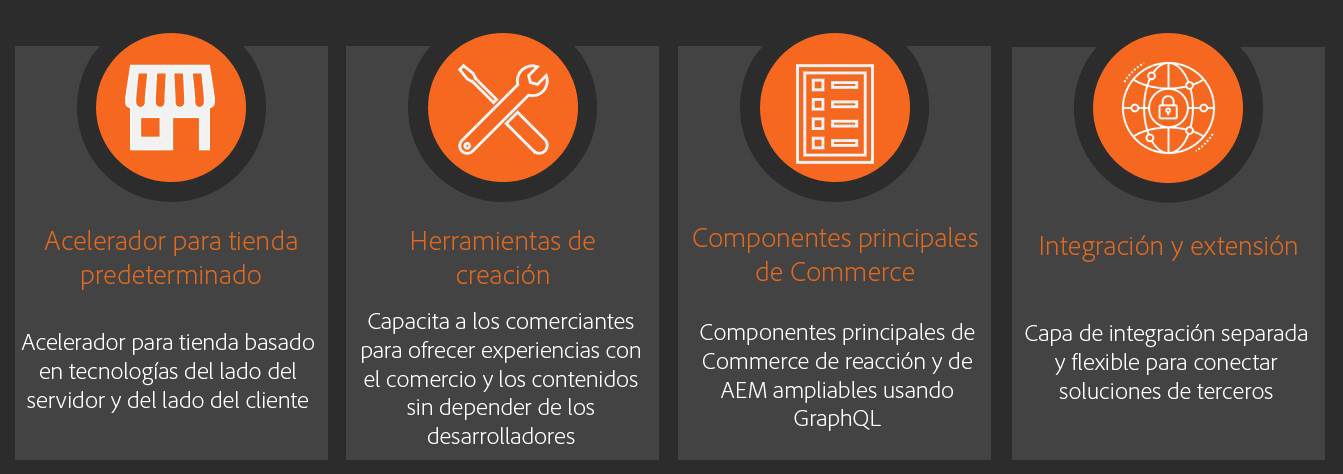 Acelerador para tienda
predeterminado
Acelerador para tienda basado
en tecnologías del lado del
servidor y del lado del cliente
Herramientas de
creación
Capacita a los comerciantes
para ofrecer experiencias con
el comercio y los contenidos
sin depender de los
desarrolladores
Componentes principales
de Commerce
Componentes principales de
Commerce de reacción y de
AEM ampliables usando
GraphQL
Integración y extensión
Capa de integración separada
y flexible para conectar
soluciones de terceros